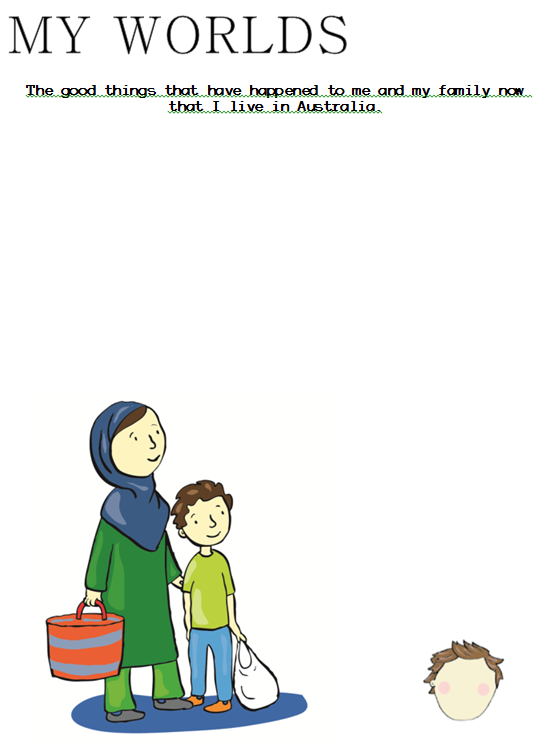 MY WORLDS
The good things that have happened to me and my family now
that I live in Australia.